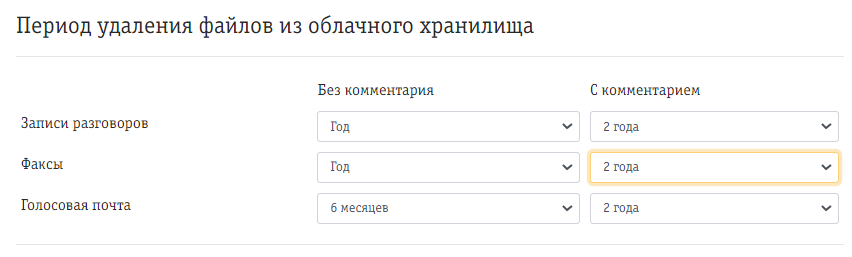 Период удаления файлов из облачного хранилища
Без комментария С комментарием
Записи разговоров Год 2 года
Факсы Год 2 года
Голосовая почта 6 месяцев 2 года